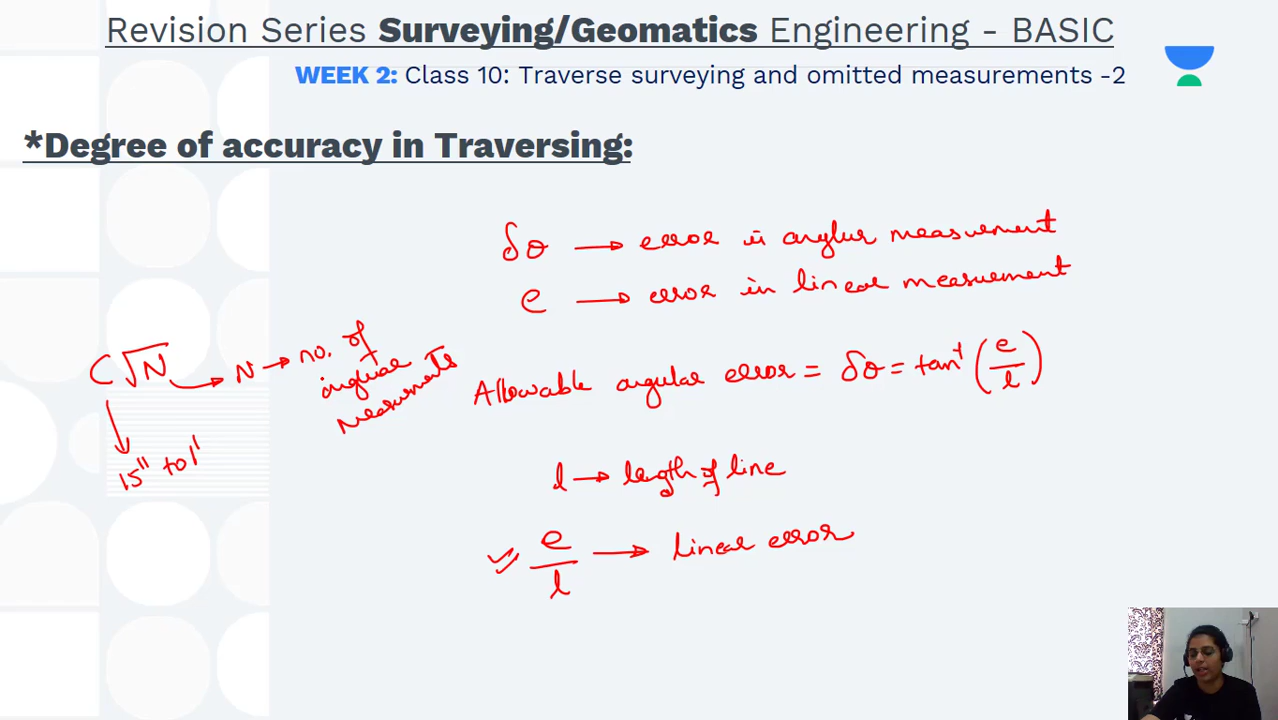 Revision Series Surveying/Geomatics Engineering - BASIC
WEEK 2: Class 10: Traverse surveying and omitted measurements -2
*Degree of accuracy in Traversing:
δθ → error in anglur measurement
e → error in linear measurement
C√N → N → no. of
angular
measurements
15" to 1'
Allowable angular error = δθ = tan⁻¹(e/l)
l → length of line
e/l → linear error